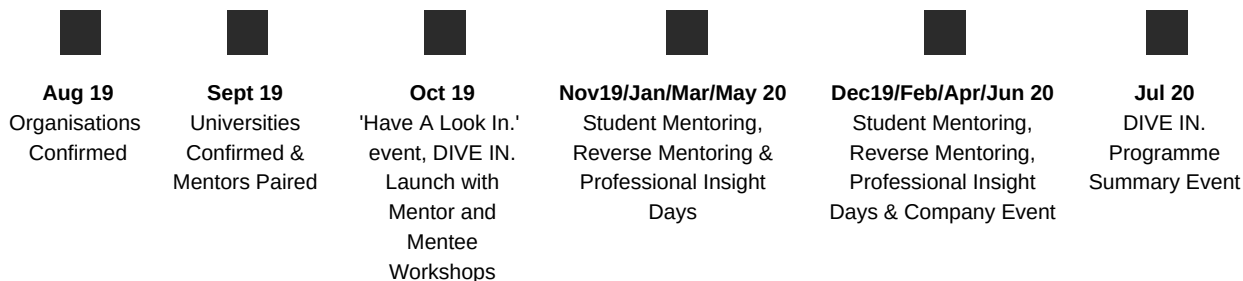 Aug 19
Organisations
Confirmed
Sept 19
Universities
Confirmed &
Mentors Paired
Oct 19
'Have A Look In.'
event, DIVE IN.
Launch with
Mentor and
Mentee
Workshops
Nov19/Jan/Mar/May 20
Student Mentoring,
Reverse Mentoring &
Professional Insight
Days
Dec19/Feb/Apr/Jun 20
Student Mentoring,
Reverse Mentoring,
Professional Insight
Days & Company Event
Jul 20
DIVE IN.
Programme
Summary Event